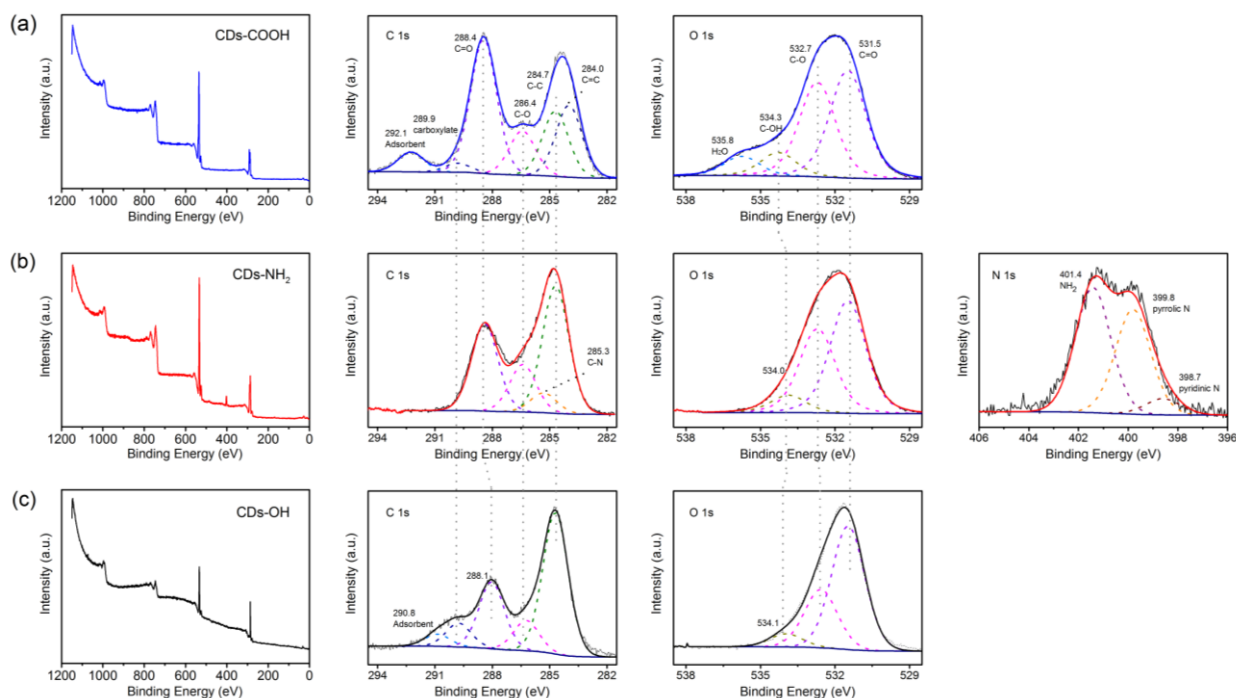 (a)
CDs-COOH
Intensity (a.u.)
1200 1000 800 600 400 200 0
Binding Energy (eV)
C 1s
288.4
C=O
284.7
C-C
284.0
C=C
286.4
C-O
289.9
carboxylate
292.1
Adsorbent
Intensity (a.u.)
294 291 288 285 282
Binding Energy (eV)
O 1s
532.7
C-O
531.5
C=O
534.3
C-OH
535.8
H₂O
Intensity (a.u.)
538 535 532 529
Binding Energy (eV)
(b)
CDs-NH₂
Intensity (a.u.)
1200 1000 800 600 400 200 0
Binding Energy (eV)
C 1s
285.3
C-N
Intensity (a.u.)
294 291 288 285 282
Binding Energy (eV)
O 1s
534.0
Intensity (a.u.)
538 535 532 529
Binding Energy (eV)
N 1s
401.4
NH₂
399.8
pyrrolic N
398.7
pyridinic N
Intensity (a.u.)
406 404 402 400 398 396
Binding Energy (eV)
(c)
CDs-OH
Intensity (a.u.)
1200 1000 800 600 400 200 0
Binding Energy (eV)
C 1s
288.1
290.8
Adsorbent
Intensity (a.u.)
294 291 288 285 282
Binding Energy (eV)
O 1s
534.1
Intensity (a.u.)
538 535 532 529
Binding Energy (eV)